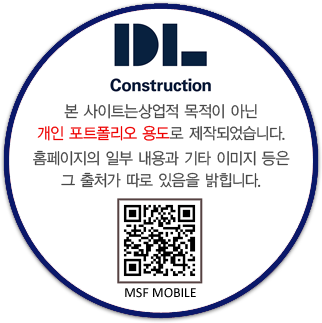 DL
Construction
본 사이트는상업적 목적이 아닌
개인 포트폴리오 용도로 제작되었습니다.
홈페이지의 일부 내용과 기타 이미지 등은
그 출처가 따로 있음을 밝힙니다.
MSF MOBILE